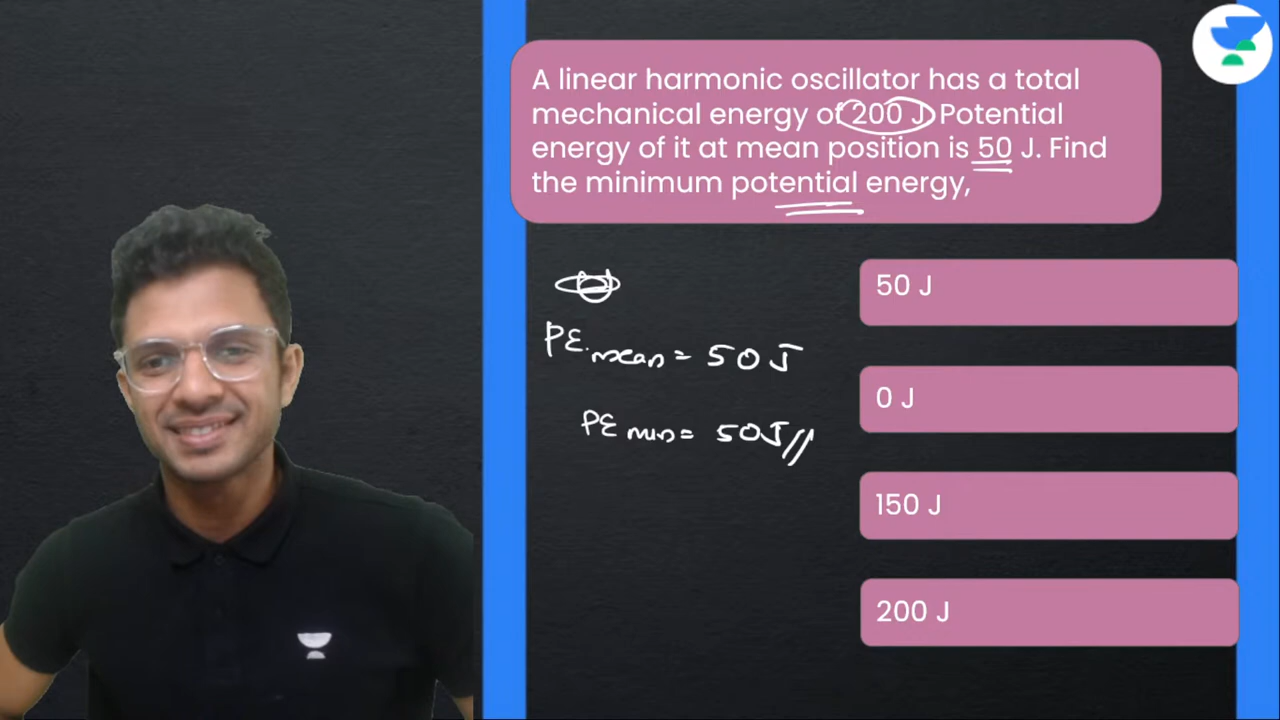 A linear harmonic oscillator has a total
mechanical energy of 200 J. Potential
energy of it at mean position is 50 J. Find
the minimum potential energy,
50 J
PE. mean = 50 J
0 J
PE min = 50J //
150 J
200 J